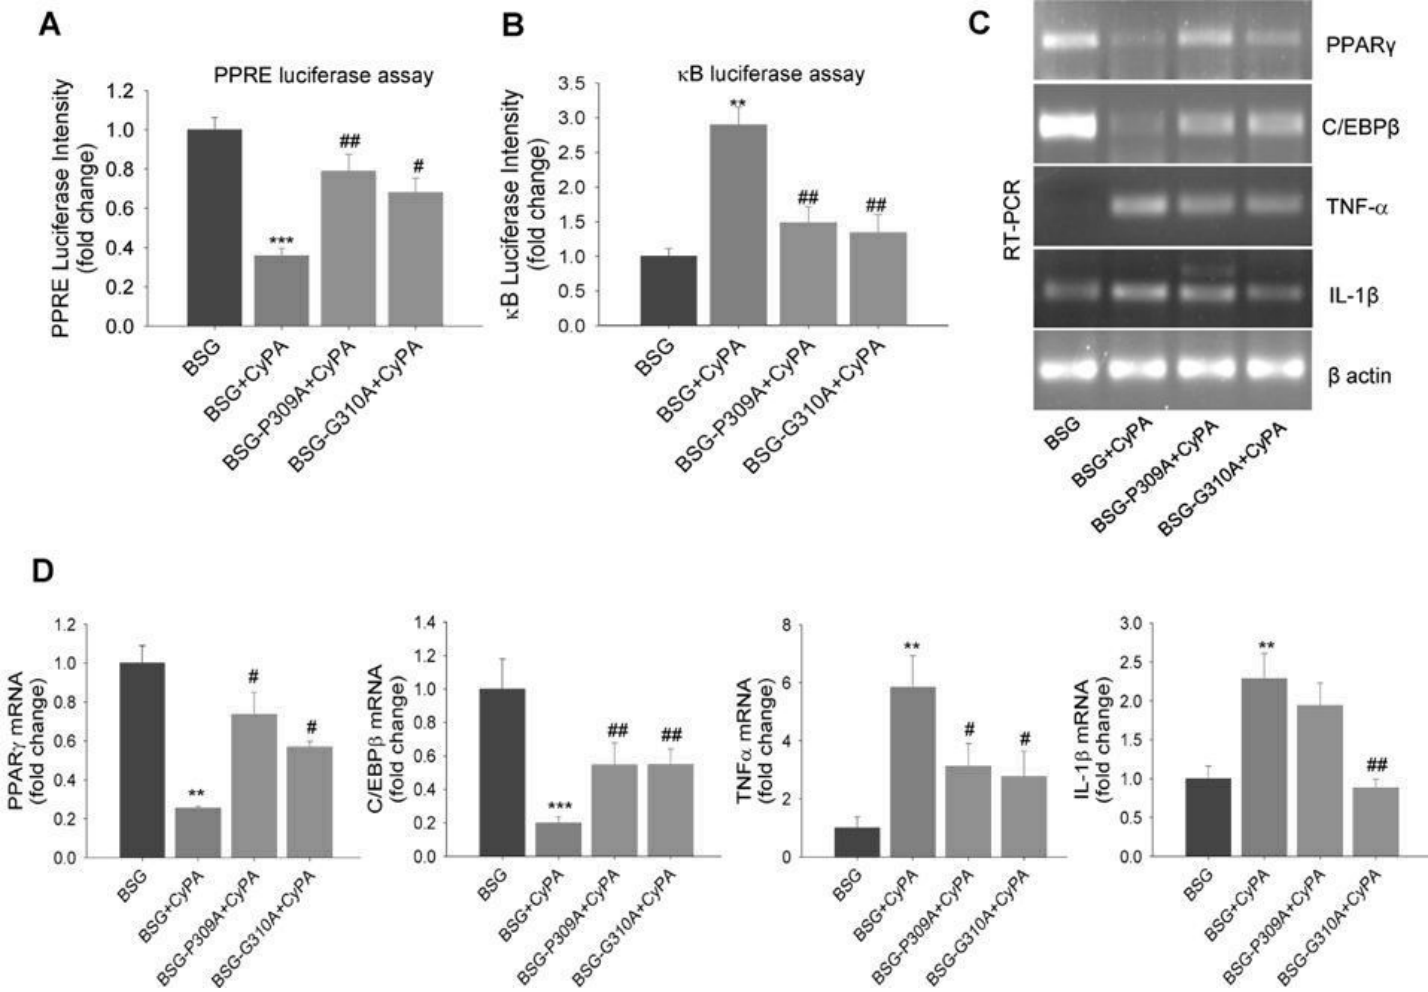 A
PPRE luciferase assay
PPRE Luciferase Intensity
(fold change)
1.2
1.0
0.8
0.6
0.4
0.2
0.0
***
##
#
BSG
BSG+CyPA
BSG-P309A+CyPA
BSG-G310A+CyPA
B
κB luciferase assay
κB Luciferase Intensity
(fold change)
3.5
3.0
2.5
2.0
1.5
1.0
0.5
0.0
**
##
##
BSG
BSG+CyPA
BSG-P309A+CyPA
BSG-G310A+CyPA
C
RT-PCR
PPARγ
C/EBPβ
TNF-α
IL-1β
β actin
BSG
BSG+CyPA
BSG-P309A+CyPA
BSG-G310A+CyPA
D
PPARγ mRNA
(fold change)
1.2
1.0
0.8
0.6
0.4
0.2
0.0
**
#
#
BSG
BSG+CyPA
BSG-P309A+CyPA
BSG-G310A+CyPA
C/EBPβ mRNA
(fold change)
1.4
1.2
1.0
0.8
0.6
0.4
0.2
0.0
***
##
##
BSG
BSG+CyPA
BSG-P309A+CyPA
BSG-G310A+CyPA
TNFα mRNA
(fold change)
8
6
4
2
0
**
#
#
BSG
BSG+CyPA
BSG-P309A+CyPA
BSG-G310A+CyPA
IL-1β mRNA
(fold change)
3.0
2.5
2.0
1.5
1.0
0.5
0.0
**
##
BSG
BSG+CyPA
BSG-P309A+CyPA
BSG-G310A+CyPA